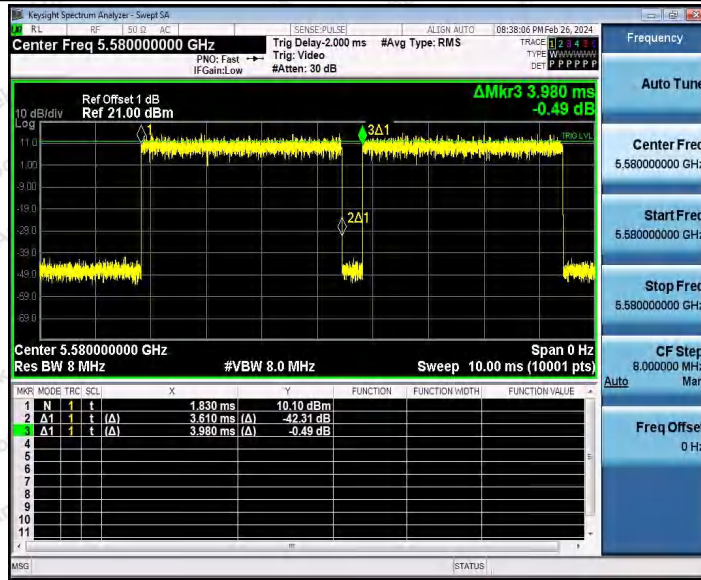 Keysight Spectrum Analyzer - Swept SA
RL RF 50 Ω AC SENSE:PULSE ALIGN AUTO 08:38:06 PM Feb 26, 2024
Center Freq 5.580000000 GHz
PNO: Fast
IFGain:Low
Trig Delay-2.000 ms
Trig: Video
#Atten: 30 dB
#Avg Type: RMS
TRACE 1 2 3 4 5 6
TYPE WWWWWW
DET P P P P P P
10 dB/div
Log
Ref Offset 1 dB
Ref 21.00 dBm
ΔMkr3 3.980 ms
-0.49 dB
1
3Δ1
TRIG LVL
2Δ1
11.0
1.00
-9.00
-19.0
-29.0
-39.0
-49.0
-59.0
-69.0
Center 5.580000000 GHz Span 0 Hz
Res BW 8 MHz #VBW 8.0 MHz Sweep 10.00 ms (10001 pts)
MKR MODE TRC SCL X Y FUNCTION FUNCTION WIDTH FUNCTION VALUE
1 N 1 t 1.830 ms 10.10 dBm
2 Δ1 1 t (Δ) 3.610 ms (Δ) -42.31 dB
3 Δ1 1 t (Δ) 3.980 ms (Δ) -0.49 dB
4
5
6
7
8
9
10
11
MSG STATUS
Frequency
Auto Tune
Center Freq
5.580000000 GHz
Start Freq
5.580000000 GHz
Stop Freq
5.580000000 GHz
CF Step
8.000000 MHz
Auto Man
Freq Offset
0 Hz